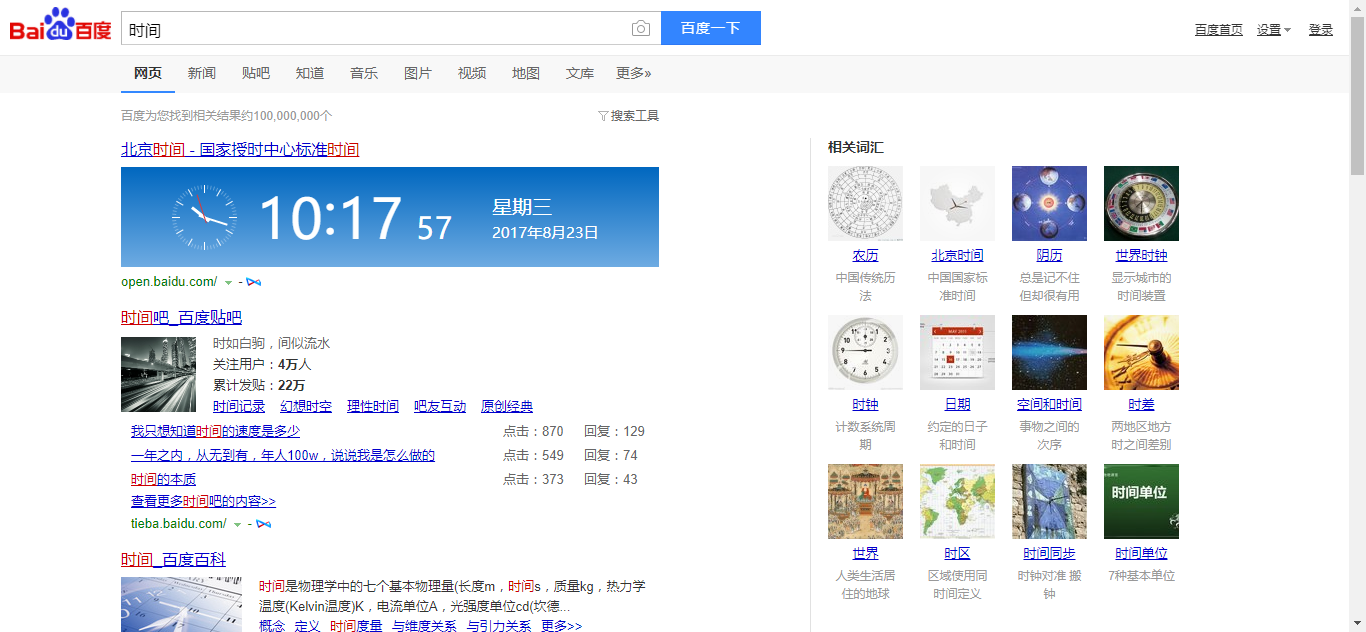 Bai du 百度
时间
百度一下
百度首页 设置 登录
网页 新闻 贴吧 知道 音乐 图片 视频 地图 文库 更多»
百度为您找到相关结果约100,000,000个
搜索工具
北京时间 - 国家授时中心标准时间
10:17 57
星期三
2017年8月23日
open.baidu.com/ -
时间吧_百度贴吧
时如白驹，间似流水
关注用户：4万人
累计发贴：22万
时间记录 幻想时空 理性时间 吧友互动 原创经典
我只想知道时间的速度是多少 点击：870 回复：129
一年之内，从无到有，年人100w，说说我是怎么做的 点击：549 回复：74
时间的本质 点击：373 回复：43
查看更多时间吧的内容>>
tieba.baidu.com/ -
时间_百度百科
时间是物理学中的七个基本物理量(长度m，时间s，质量kg，热力学
温度(Kelvin温度)K，电流单位A，光强度单位cd(坎德...
概念 定义 时间度量 与维度关系 与引力关系 更多>>
相关词汇
农历 北京时间 阴历 世界时钟
中国传统历 中国国家标 总是记不住 显示城市的
法 准时间 但却很有用 时间装置
时钟 日期 空间和时间 时差
计数系统周 约定的日子 事物之间的 两地区地方
期 和时间 次序 时之间差别
时间单位
世界 时区 时间同步 时间单位
人类生活居 区域使用同 时钟对准 搬 7种基本单位
住的地球 时间定义 钟